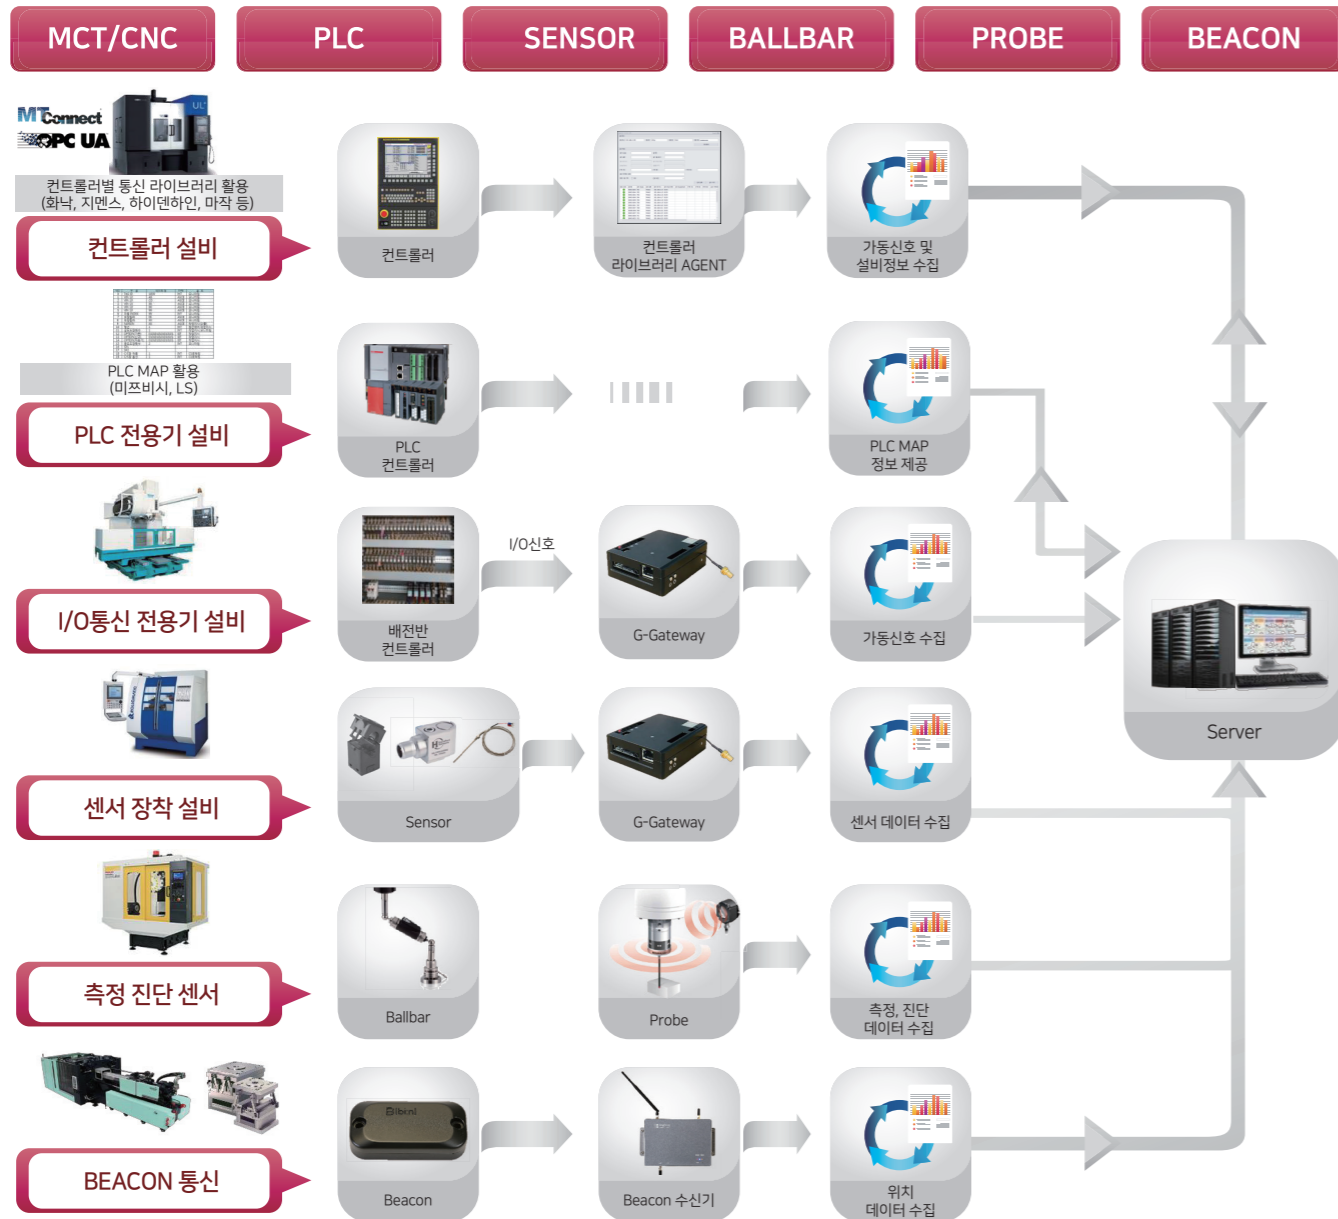 MCT/CNC
PLC
SENSOR
BALLBAR
PROBE
BEACON
MTConnect
OPC UA
컨트롤러별 통신 라이브러리 활용
(화낙, 지멘스, 하이덴하인, 마작 등)
컨트롤러 설비
컨트롤러
컨트롤러
라이브러리 AGENT
가동신호 및
설비정보 수집
PLC MAP 활용
(미쯔비시, LS)
PLC 전용기 설비
PLC
컨트롤러
PLC MAP
정보 제공
I/O통신 전용기 설비
배전반
컨트롤러
I/O신호
G-Gateway
가동신호 수집
Server
센서 장착 설비
Sensor
G-Gateway
센서 데이터 수집
측정 진단 센서
Ballbar
Probe
측정, 진단
데이터 수집
BEACON 통신
Beacon
Beacon 수신기
위치
데이터 수집